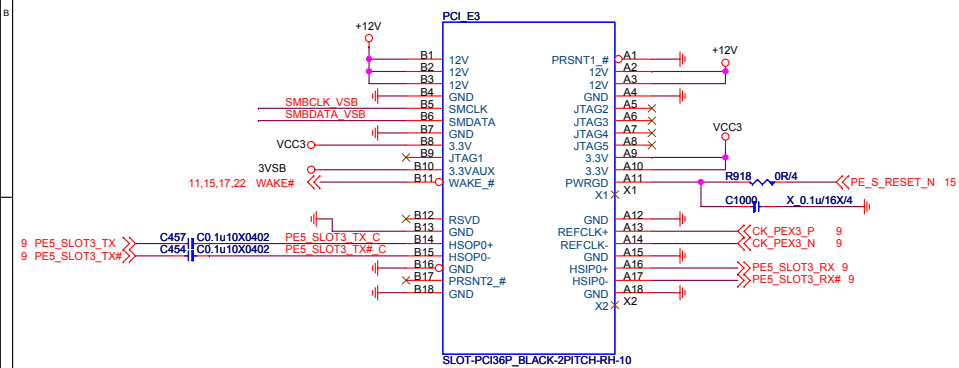 B
PCI_E3
+12V
+12V
B1 12V PRSNT1_# A1
B2 12V 12V A2
B3 12V 12V A3
B4 GND GND A4
SMBCLK_VSB B5 SMCLK JTAG2 A5
SMBDATA_VSB B6 SMDATA JTAG3 A6
B7 GND JTAG4 A7
VCC3 B8 3.3V JTAG5 A8 VCC3
B9 JTAG1 3.3V A9
3VSB B10 3.3VAUX 3.3V A10
11,15,17,22 WAKE# B11 WAKE_# PWRGD A11 R918 0R/4 PE_S_RESET_N 15
X1 X1
C1000 X_0.1u/16X/4
B12 RSVD GND A12
B13 GND REFCLK+ A13 CK_PEX3_P 9
9 PE5_SLOT3_TX C457 C0.1u10X0402 PE5_SLOT3_TX_C B14 HSOP0+ REFCLK- A14 CK_PEX3_N 9
9 PE5_SLOT3_TX# C454 C0.1u10X0402 PE5_SLOT3_TX#_C B15 HSOP0- GND A15
B16 GND HSIP0+ A16 PE5_SLOT3_RX 9
B17 PRSNT2_# HSIP0- A17 PE5_SLOT3_RX# 9
B18 GND GND A18
X2 X2
SLOT-PCI36P_BLACK-2PITCH-RH-10